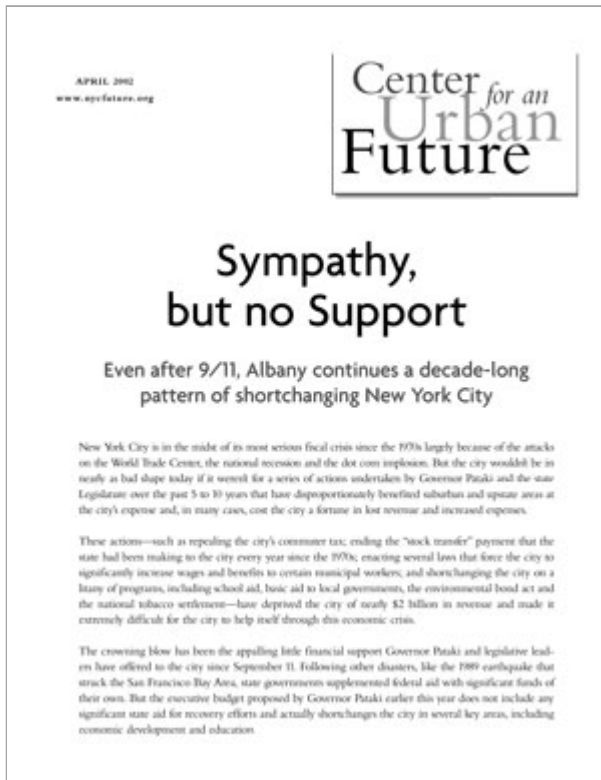 APRIL 2002
www.nycfuture.org
Center for an
Urban
Future
Sympathy,
but no Support
Even after 9/11, Albany continues a decade-long
pattern of shortchanging New York City
New York City is in the midst of its most serious fiscal crisis since the 1970s largely because of the attacks
on the World Trade Center, the national recession and the dot com implosion. But the city wouldn't be in
nearly as bad shape today if it weren't for a series of actions undertaken by Governor Pataki and the state
Legislature over the past 5 to 10 years that have disproportionately benefited suburban and upstate areas at
the city's expense and, in many cases, cost the city a fortune in lost revenue and increased expenses.
These actions—such as repealing the city's commuter tax; ending the "stock transfer" payment that the
state had been making to the city every year since the 1970s; enacting several laws that force the city to
significantly increase wages and benefits to certain municipal workers; and shortchanging the city on a
litany of programs, including school aid, basic aid to local governments, the environmental bond act and
the national tobacco settlement—have deprived the city of nearly $2 billion in revenue and made it
extremely difficult for the city to help itself through this economic crisis.
The crowning blow has been the appalling little financial support Governor Pataki and legislative lead-
ers have offered to the city since September 11. Following other disasters, like the 1989 earthquake that
struck the San Francisco Bay Area, state governments supplemented federal aid with significant funds of
their own. But the executive budget proposed by Governor Pataki earlier this year does not include any
significant state aid for recovery efforts and actually shortchanges the city in several key areas, including
economic development and education